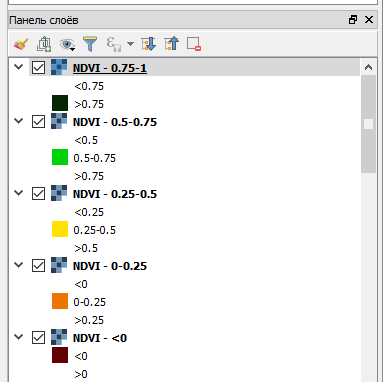 Панель слоёв
NDVI - 0.75-1
<0.75
>0.75
NDVI - 0.5-0.75
<0.5
0.5-0.75
>0.75
NDVI - 0.25-0.5
<0.25
0.25-0.5
>0.5
NDVI - 0-0.25
<0
0-0.25
>0.25
NDVI - <0
<0
>0